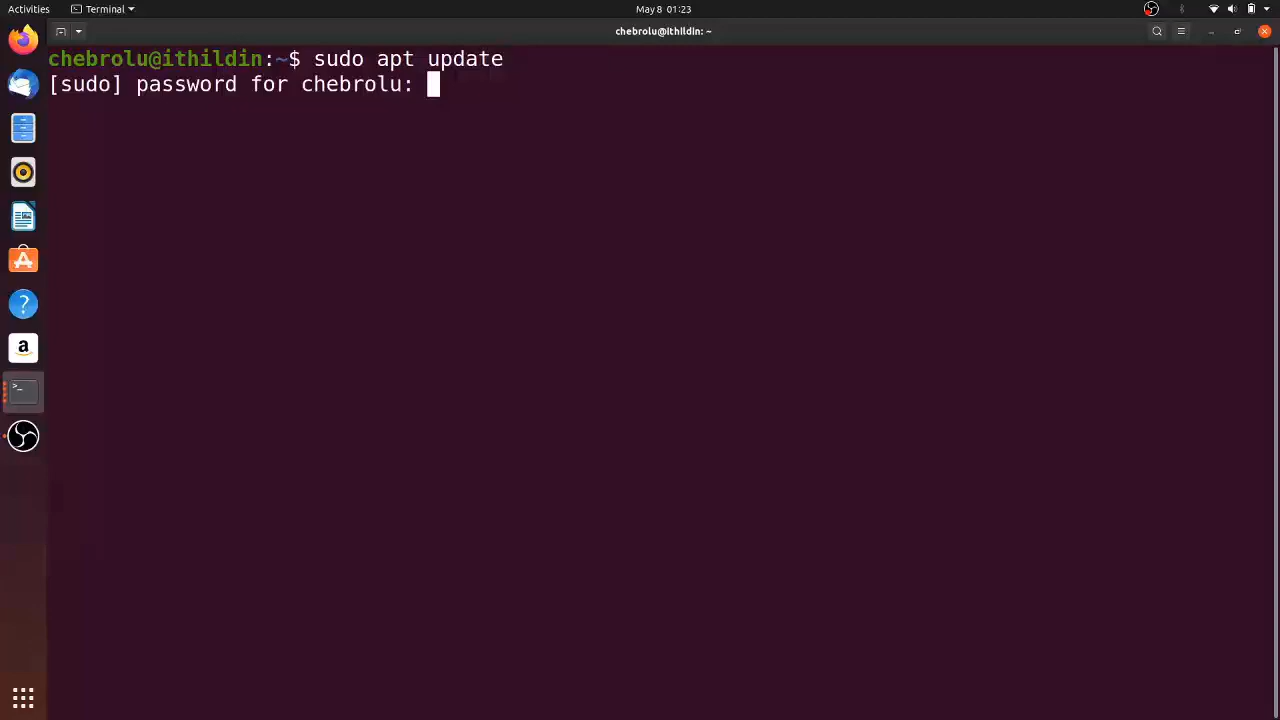 Activities
Terminal
May 8 01:23
chebrolu@ithildin: ~
chebrolu@ithildin:~$ sudo apt update
[sudo] password for chebrolu: